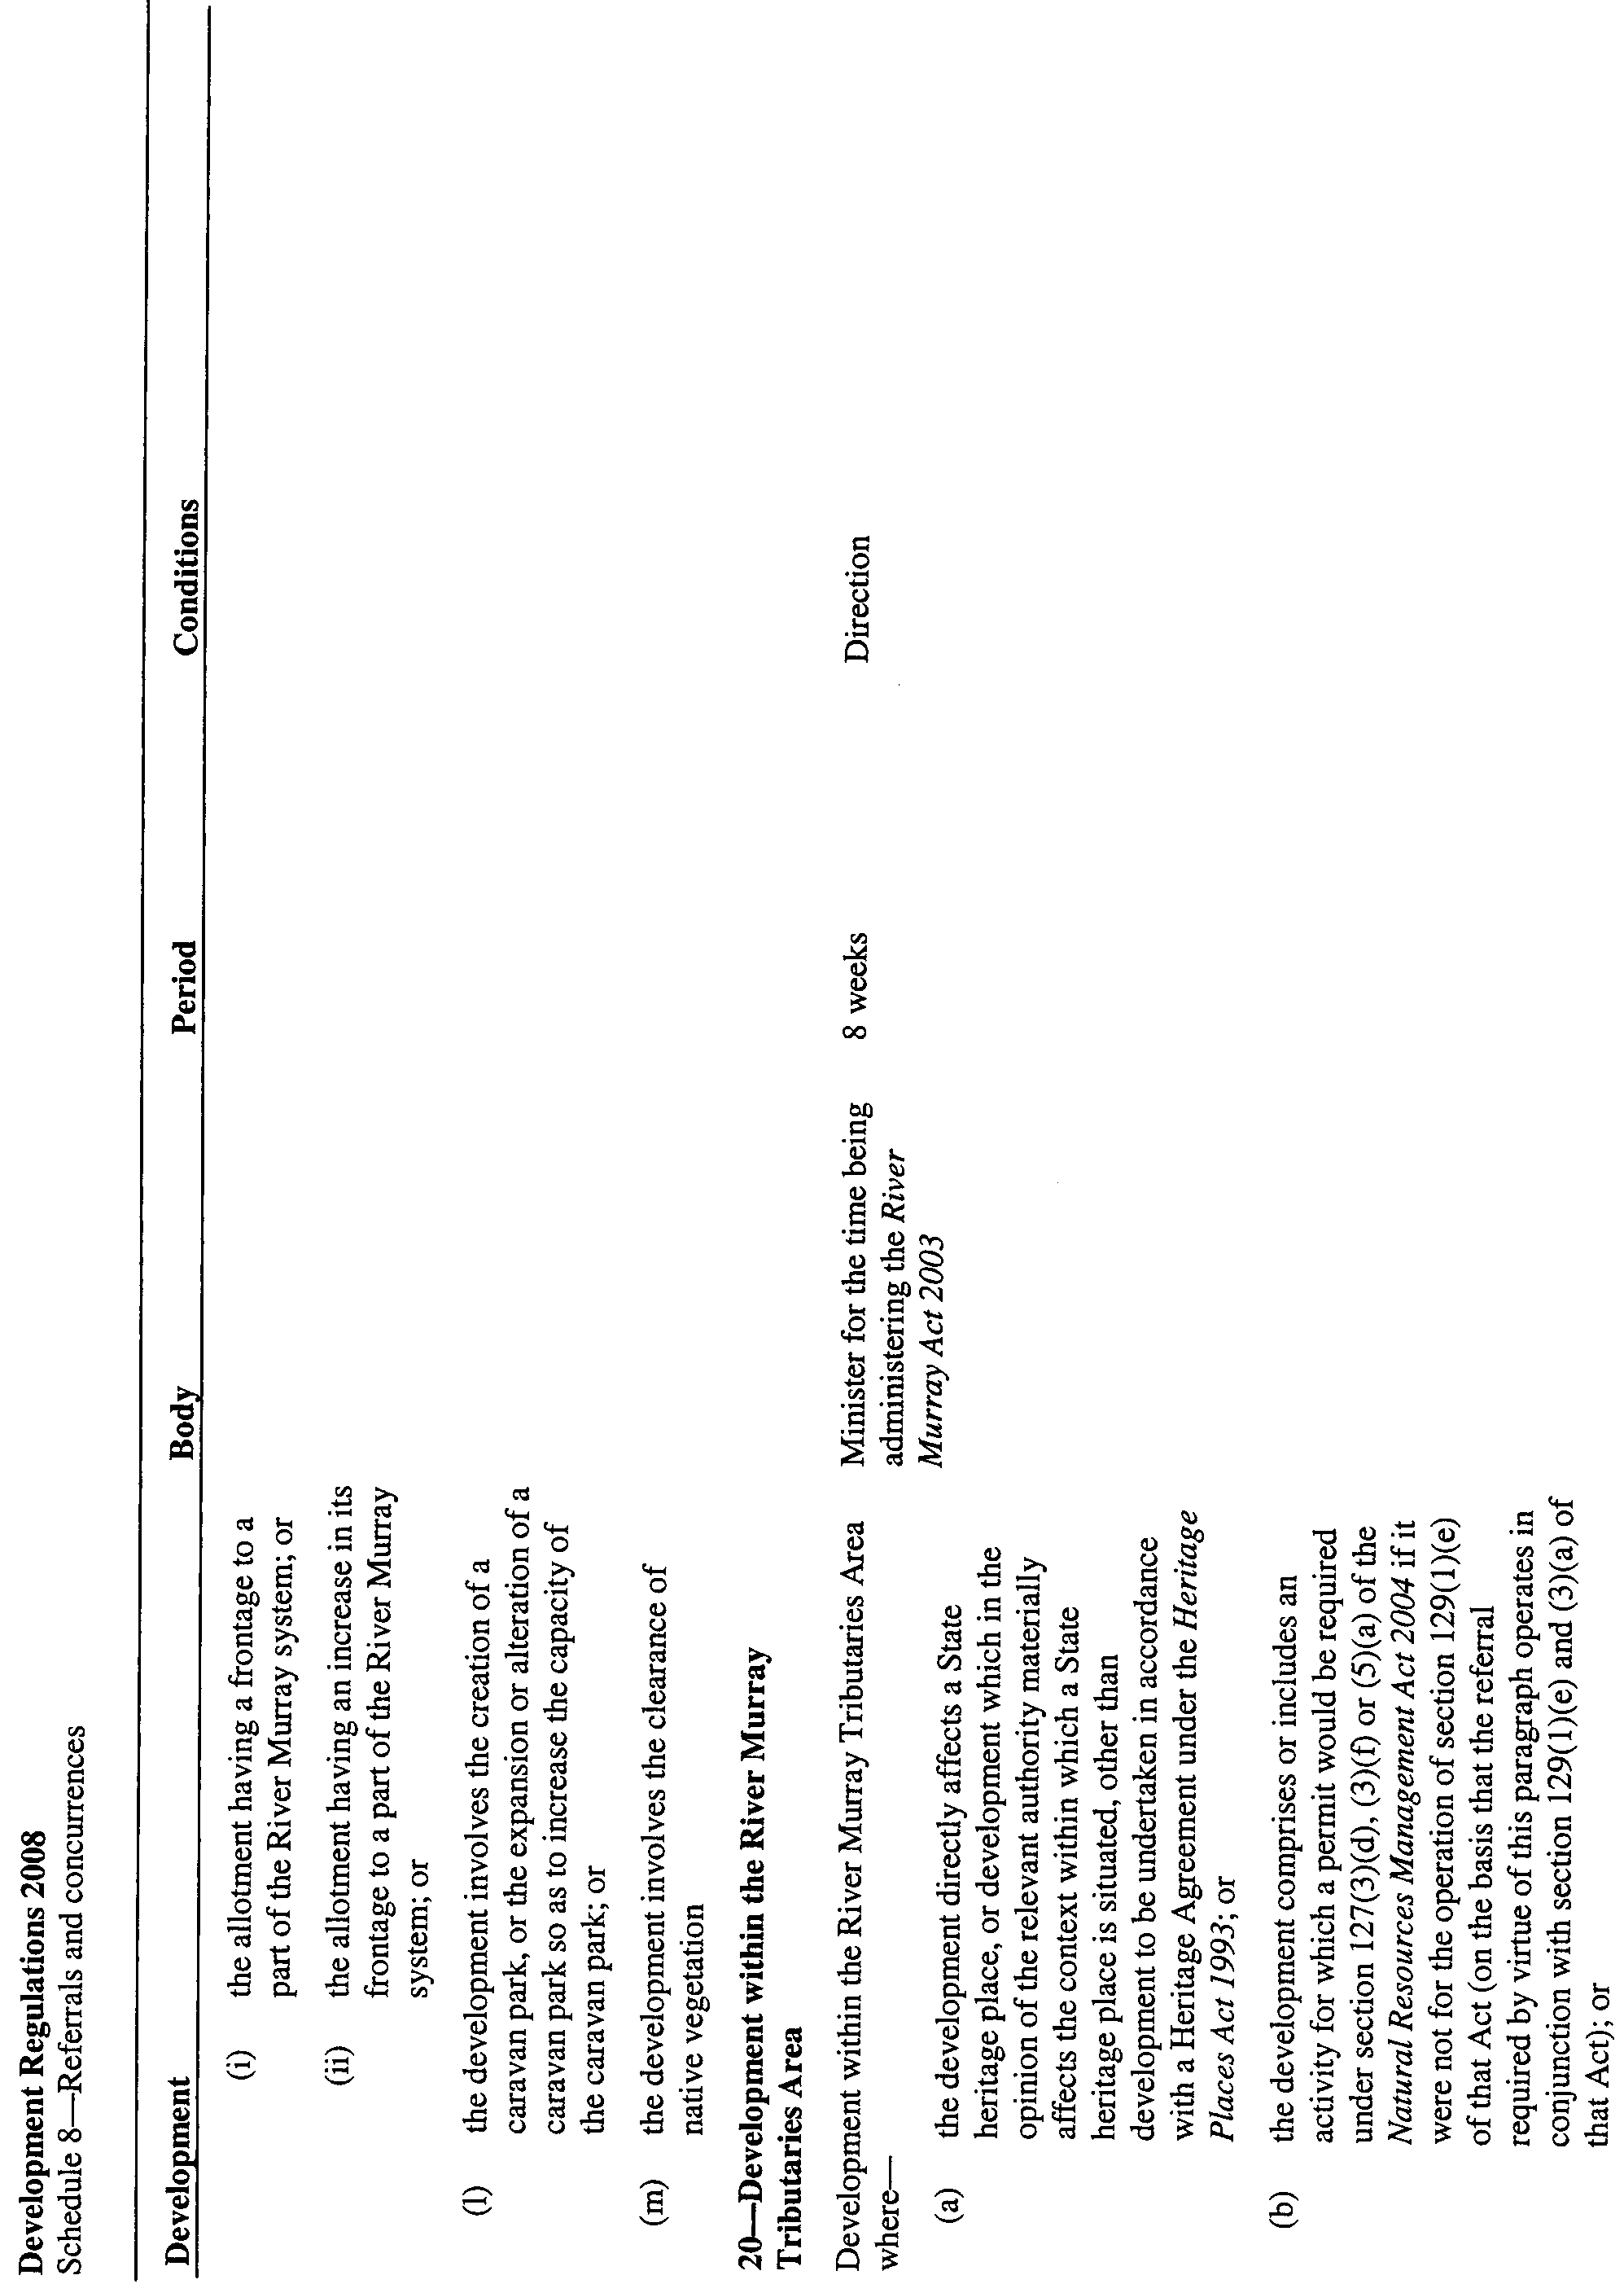 Development Regulations 2008
Schedule 8—Referrals and concurrences
Development Body Period Conditions
(i) the allotment having a frontage to a
part of the River Murray system; or
(ii) the allotment having an increase in its
frontage to a part of the River Murray
system; or
(l) the development involves the creation of a
caravan park, or the expansion or alteration of a
caravan park so as to increase the capacity of
the caravan park; or
(m) the development involves the clearance of
native vegetation
20—Development within the River Murray
Tributaries Area
Development within the River Murray Tributaries Area
where—
Minister for the time being
administering the River
Murray Act 2003
8 weeks
Direction
(a) the development directly affects a State
heritage place, or development which in the
opinion of the relevant authority materially
affects the context within which a State
heritage place is situated, other than
development to be undertaken in accordance
with a Heritage Agreement under the Heritage
Places Act 1993; or
(b) the development comprises or includes an
activity for which a permit would be required
under section 127(3)(d), (3)(f) or (5)(a) of the
Natural Resources Management Act 2004 if it
were not for the operation of section 129(1)(e)
of that Act (on the basis that the referral
required by virtue of this paragraph operates in
conjunction with section 129(1)(e) and (3)(a) of
that Act); or